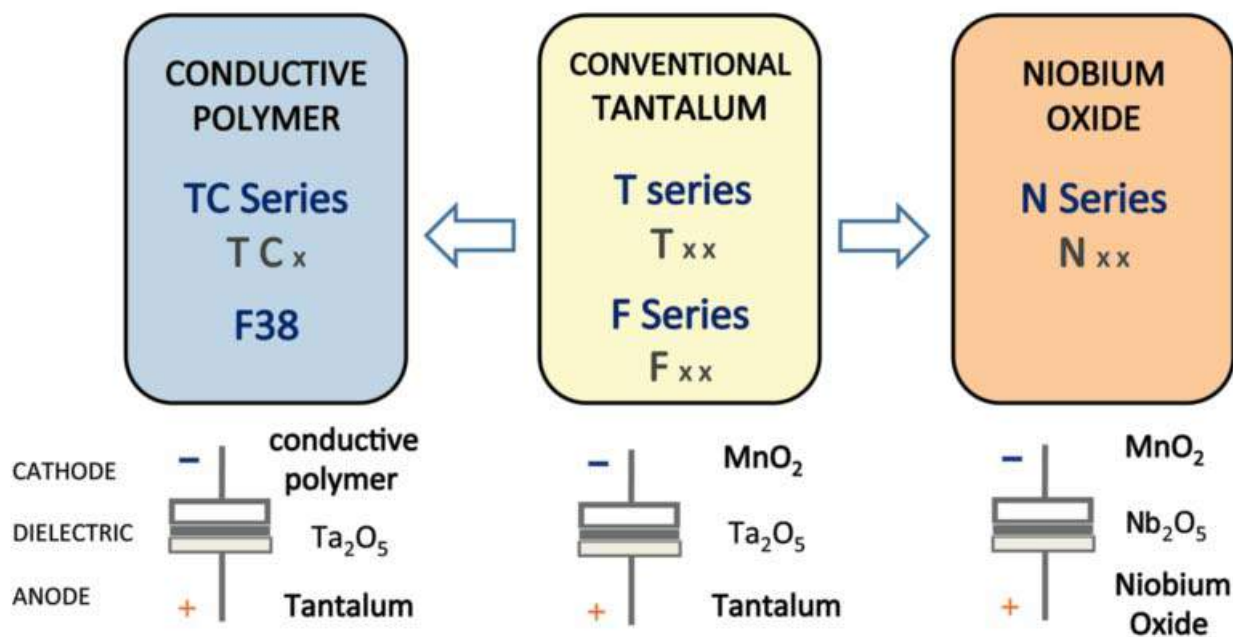 CONDUCTIVE
POLYMER
TC Series
T C x
F38
CONVENTIONAL
TANTALUM
T series
T x x
F Series
F x x
NIOBIUM
OXIDE
N Series
N x x
CATHODE
DIELECTRIC
ANODE
−
conductive
polymer
Ta₂O₅
+
Tantalum
−
MnO₂
Ta₂O₅
+
Tantalum
−
MnO₂
Nb₂O₅
+
Niobium
Oxide